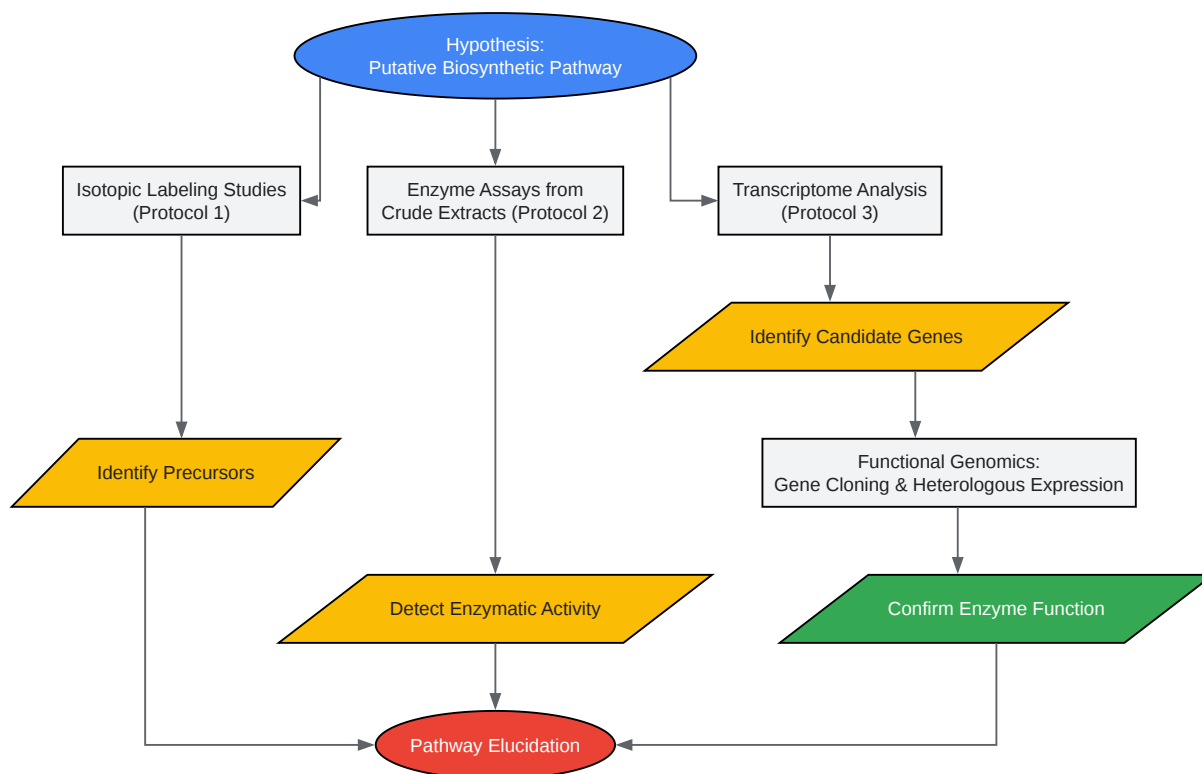 Hypothesis:
Putative Biosynthetic Pathway
Isotopic Labeling Studies
(Protocol 1)
Enzyme Assays from
Crude Extracts (Protocol 2)
Transcriptome Analysis
(Protocol 3)
Identify Candidate Genes
Identify Precursors
Functional Genomics:
Gene Cloning & Heterologous Expression
Detect Enzymatic Activity
Confirm Enzyme Function
Pathway Elucidation